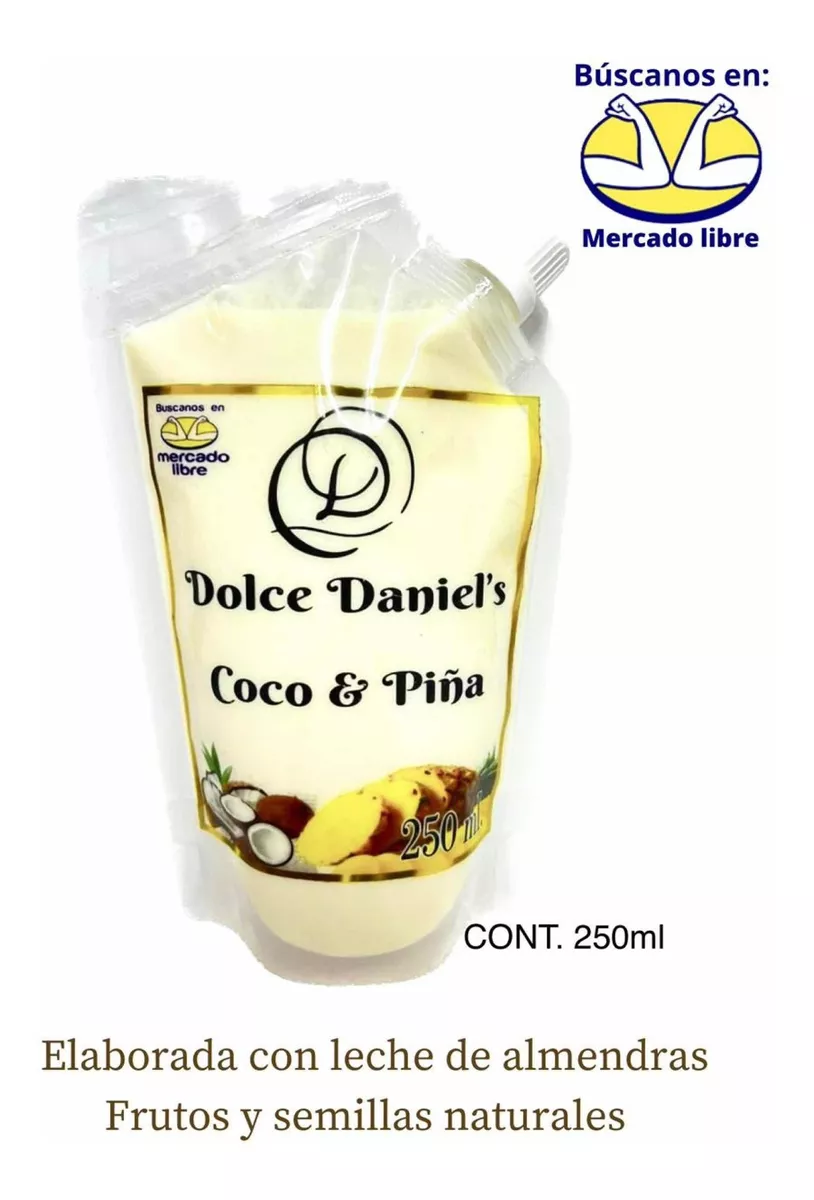 Búscanos en:
Mercado libre
Buscanos en
mercado
libre
D
Dolce Daniel's
Coco & Piña
250 ml.
CONT. 250ml
Elaborada con leche de almendras
Frutos y semillas naturales